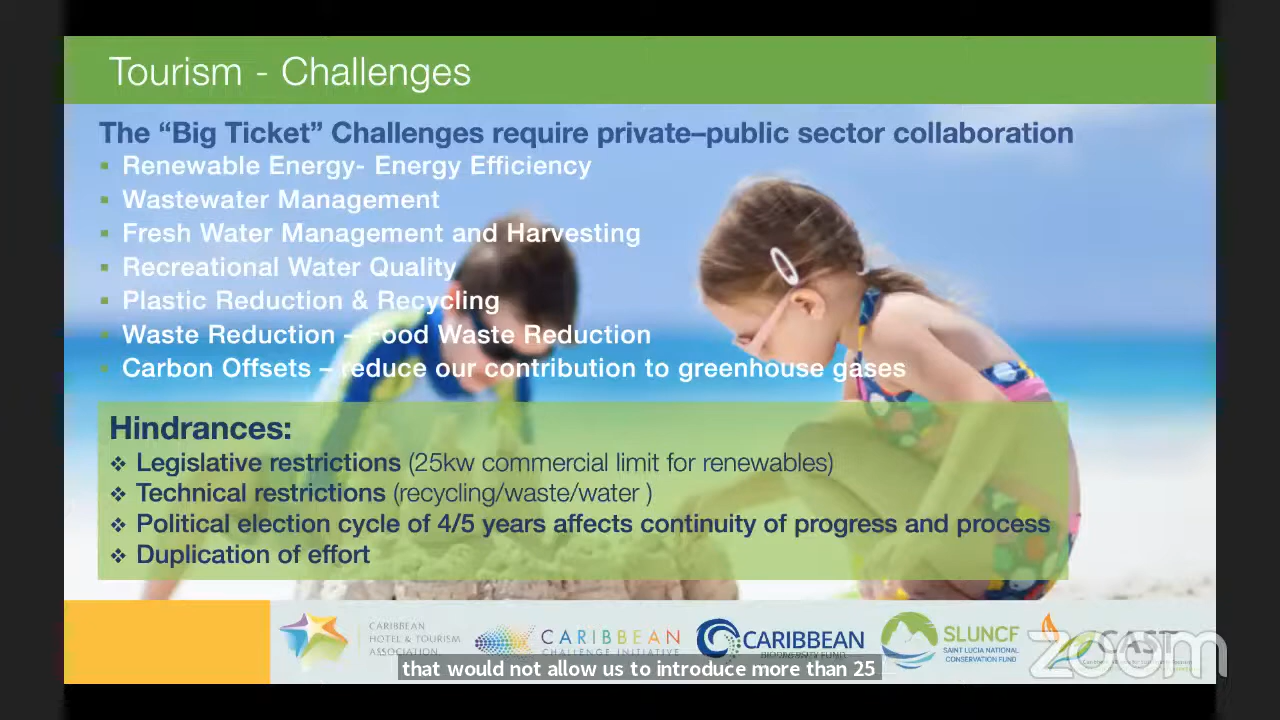 Tourism - Challenges
The “Big Ticket” Challenges require private–public sector collaboration
▪ Renewable Energy- Energy Efficiency
▪ Wastewater Management
▪ Fresh Water Management and Harvesting
▪ Recreational Water Quality
▪ Plastic Reduction & Recycling
▪ Waste Reduction – Food Waste Reduction
▪ Carbon Offsets – reduce our contribution to greenhouse gases
Hindrances:
❖ Legislative restrictions (25kw commercial limit for renewables)
❖ Technical restrictions (recycling/waste/water )
❖ Political election cycle of 4/5 years affects continuity of progress and process
❖ Duplication of effort
CARIBBEAN
HOTEL & TOURISM
ASSOCIATION
CARIBBEAN
CHALLENGE INITIATIVE
CARIBBEAN
BIODIVERSITY FUND
SLUNCF
SAINT LUCIA NATIONAL
CONSERVATION FUND
CAST
zoom
that would not allow us to introduce more than 25